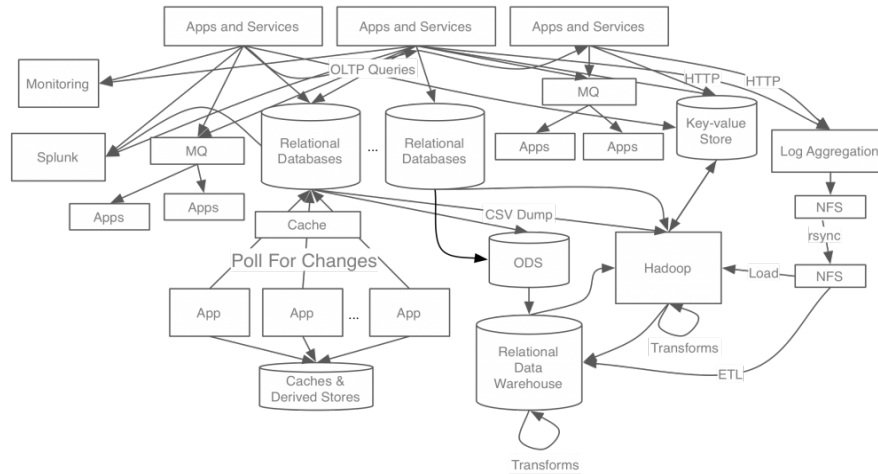 Apps and Services
Apps and Services
Apps and Services
Monitoring
OLTP Queries
HTTP
HTTP
MQ
Key-value
Store
Splunk
MQ
Relational
Databases
...
Relational
Databases
Apps
Apps
Log Aggregation
Apps
Apps
Cache
CSV Dump
NFS
rsync
Poll For Changes
ODS
Hadoop
Load
NFS
App
App
...
App
Relational
Data
Warehouse
Transforms
ETL
Caches &
Derived Stores
Transforms